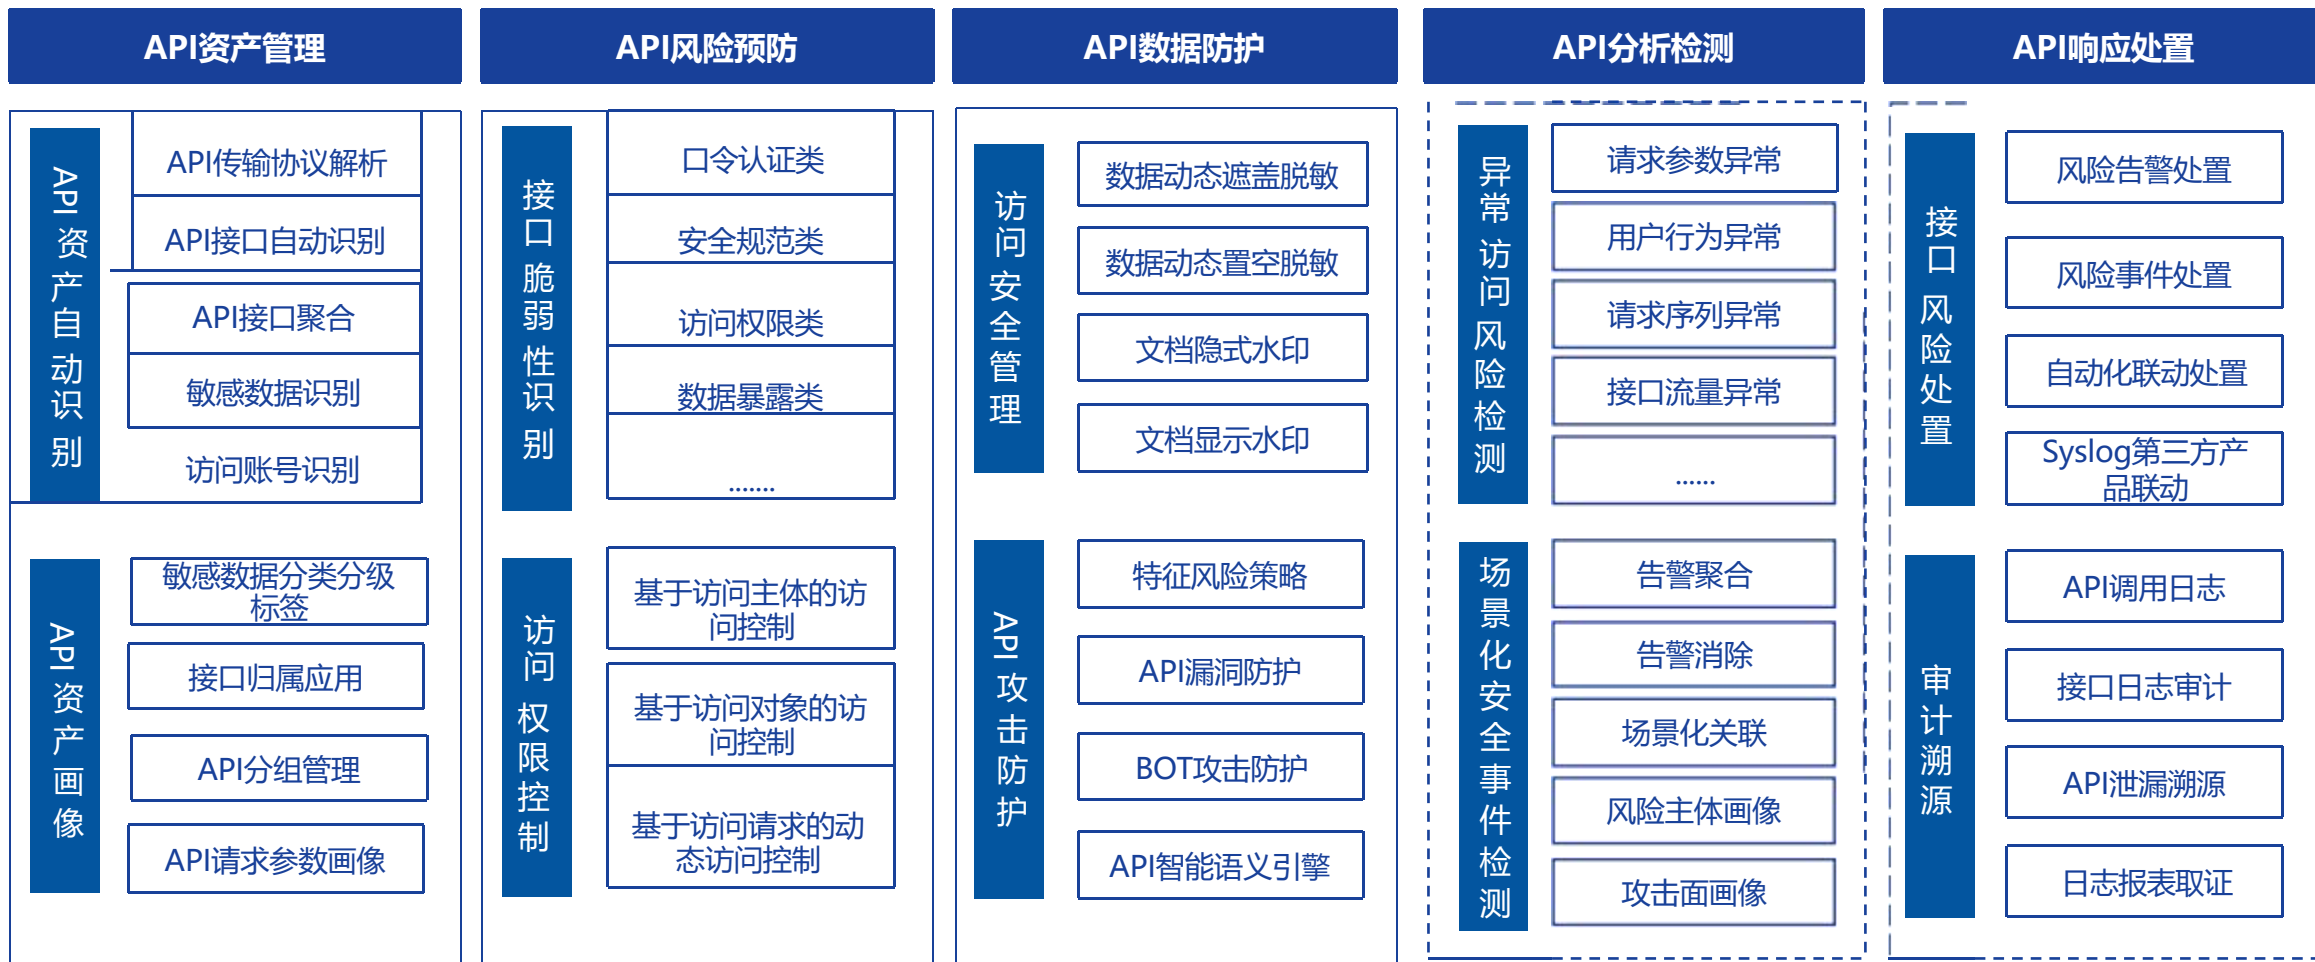 API资产管理
API资产自动识别
API传输协议解析
API接口自动识别
API接口聚合
敏感数据识别
访问账号识别
API资产画像
敏感数据分类分级
标签
接口归属应用
API分组管理
API请求参数画像
API风险预防
接口脆弱性识别
口令认证类
安全规范类
访问权限类
数据暴露类
.......
访问权限控制
基于访问主体的访
问控制
基于访问对象的访
问控制
基于访问请求的动
态访问控制
API数据防护
访问安全管理
数据动态遮盖脱敏
数据动态置空脱敏
文档隐式水印
文档显示水印
API攻击防护
特征风险策略
API漏洞防护
BOT攻击防护
API智能语义引擎
API分析检测
异常访问风险检测
请求参数异常
用户行为异常
请求序列异常
接口流量异常
......
场景化安全事件检测
告警聚合
告警消除
场景化关联
风险主体画像
攻击面画像
API响应处置
接口风险处置
风险告警处置
风险事件处置
自动化联动处置
Syslog第三方产
品联动
审计溯源
API调用日志
接口日志审计
API泄漏溯源
日志报表取证